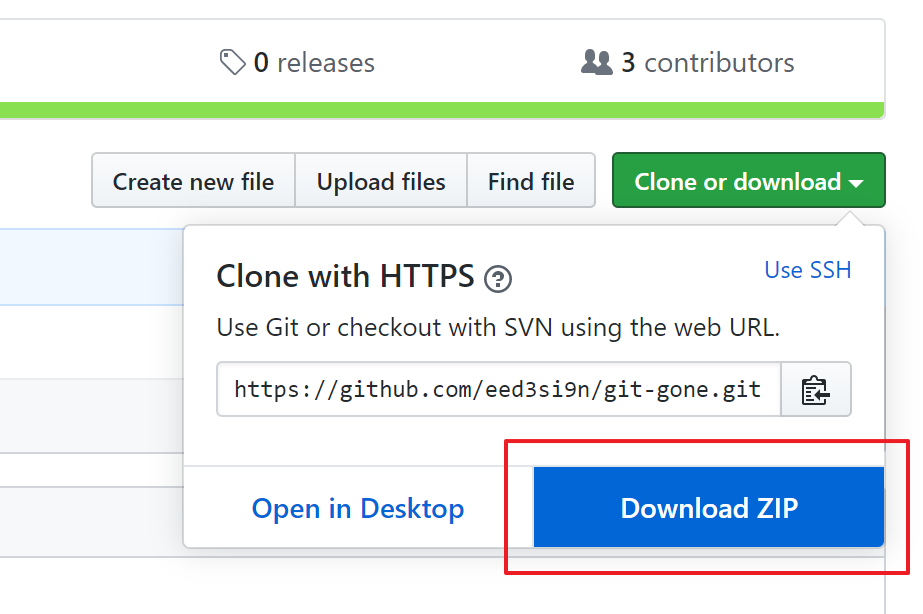 0 releases
3 contributors
Create new file
Upload files
Find file
Clone or download
Clone with HTTPS ?
Use SSH
Use Git or checkout with SVN using the web URL.
https://github.com/eed3si9n/git-gone.git
Open in Desktop
Download ZIP